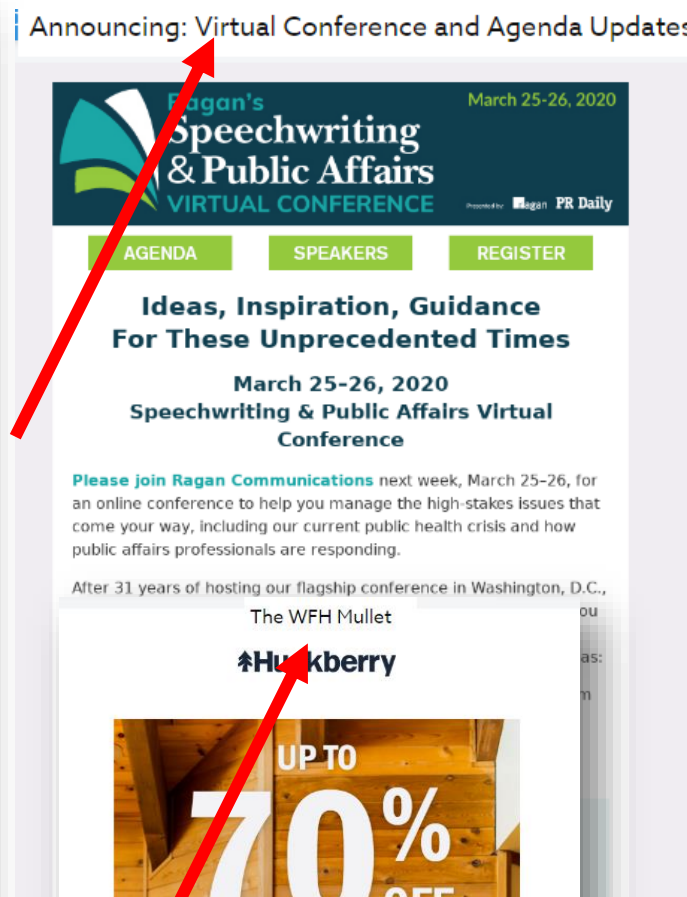 Announcing: Virtual Conference and Agenda Updates
Ragan's
Speechwriting
& Public Affairs
VIRTUAL CONFERENCE
March 25-26, 2020
Presented by Ragan PR Daily
AGENDA SPEAKERS REGISTER
Ideas, Inspiration, Guidance
For These Unprecedented Times
March 25–26, 2020
Speechwriting & Public Affairs Virtual
Conference
Please join Ragan Communications next week, March 25–26, for
an online conference to help you manage the high-stakes issues that
come your way, including our current public health crisis and how
public affairs professionals are responding.
After 31 years of hosting our flagship conference in Washington, D.C.,
ou
as:
m
The WFH Mullet
Huckberry
UP TO
70%
OFF